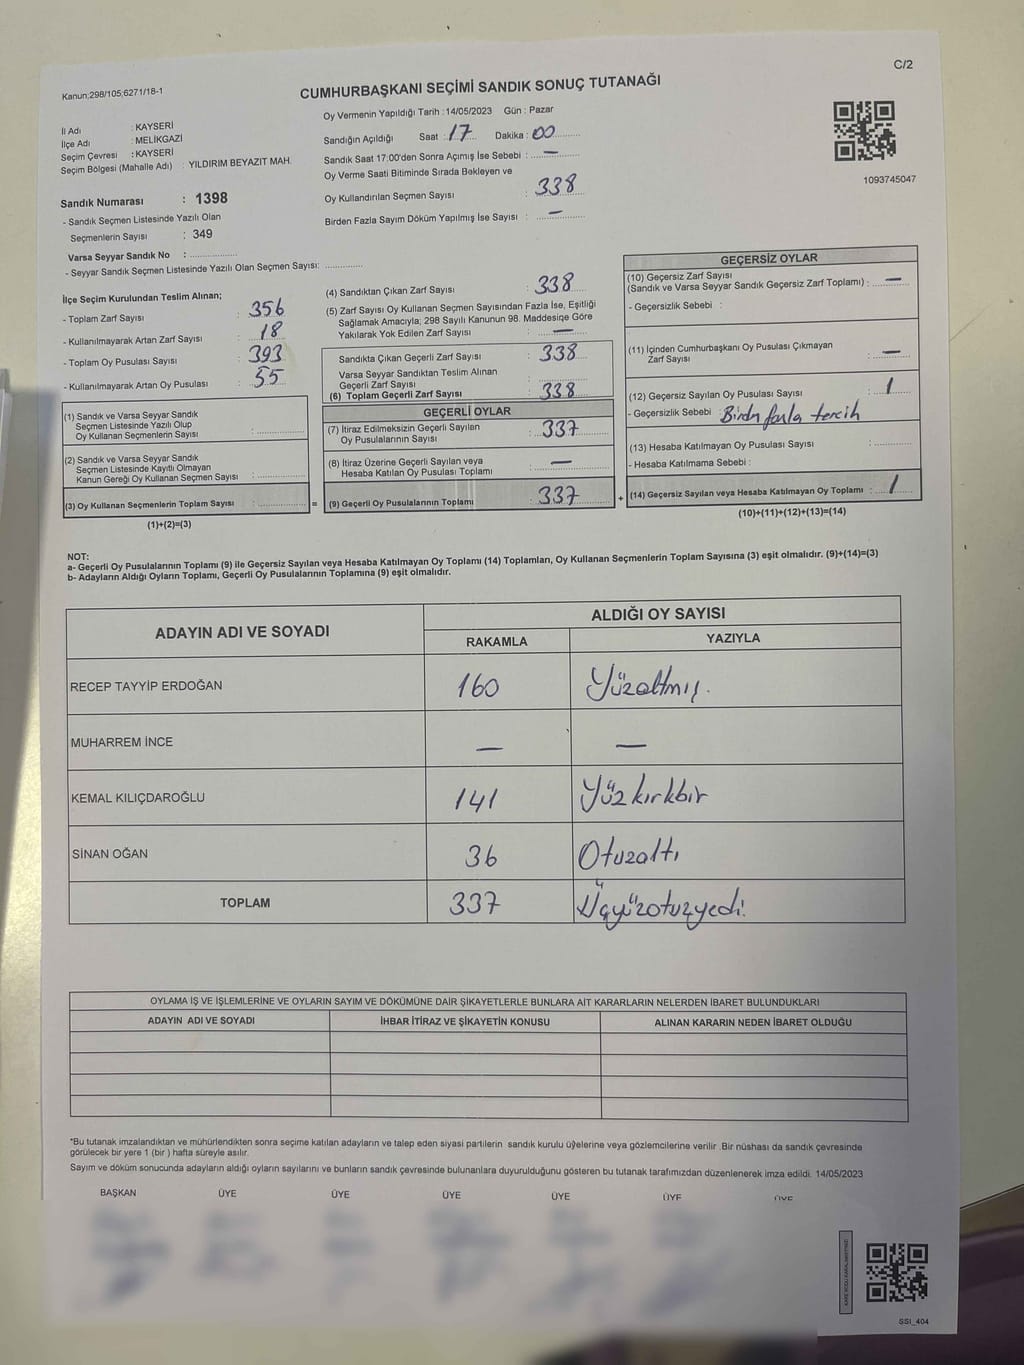 C/2
Kanun;298/105;6271/18-1
CUMHURBAŞKANI SEÇİMİ SANDIK SONUÇ TUTANAĞI
Oy Vermenin Yapıldığı Tarih : 14/05/2023 Gün : Pazar
İl Adı : KAYSERİ
İlçe Adı : MELİKGAZİ
Seçim Çevresi : KAYSERİ
Seçim Bölgesi (Mahalle Adı) : YILDIRIM BEYAZIT MAH.
Sandığın Açıldığı Saat : 17 Dakika : 00
Sandık Saat 17:00'den Sonra Açımış İse Sebebi : —
Oy Verme Saati Bitiminde Sırada Bekleyen ve
Oy Kullandırılan Seçmen Sayısı : 338
Birden Fazla Sayım Döküm Yapılmış İse Sayısı : —
1093745047
Sandık Numarası : 1398
- Sandık Seçmen Listesinde Yazılı Olan
Seçmenlerin Sayısı : 349
Varsa Seyyar Sandık No :
- Seyyar Sandık Seçmen Listesinde Yazılı Olan Seçmen Sayısı:
İlçe Seçim Kurulundan Teslim Alınan;
- Toplam Zarf Sayısı : 356
- Kullanılmayarak Artan Zarf Sayısı : 18
- Toplam Oy Pusulası Sayısı : 393
- Kullanılmayarak Artan Oy Pusulası : 55
(1) Sandık ve Varsa Seyyar Sandık
Seçmen Listesinde Yazılı Olup
Oy Kullanan Seçmenlerin Sayısı :
(2) Sandık ve Varsa Seyyar Sandık
Seçmen Listesinde Kayıtlı Olmayan
Kanun Gereği Oy Kullanan Seçmen Sayısı :
(3) Oy Kullanan Seçmenlerin Toplam Sayısı : =
(1)+(2)=(3)
(4) Sandıktan Çıkan Zarf Sayısı : 338
(5) Zarf Sayısı Oy Kullanan Seçmen Sayısından Fazla İse, Eşitliği
Sağlamak Amacıyla; 298 Sayılı Kanunun 98. Maddesine Göre
Yakılarak Yok Edilen Zarf Sayısı : —
Sandıkta Çıkan Geçerli Zarf Sayısı : 338
Varsa Seyyar Sandıktan Teslim Alınan
Geçerli Zarf Sayısı :
(6) Toplam Geçerli Zarf Sayısı : 338
GEÇERLİ OYLAR
(7) İtiraz Edilmeksizin Geçerli Sayılan
Oy Pusulalarının Sayısı : 337
(8) İtiraz Üzerine Geçerli Sayılan veya
Hesaba Katılan Oy Pusulası Toplamı : —
(9) Geçerli Oy Pusulalarının Toplamı : 337 +
GEÇERSİZ OYLAR
(10) Geçersiz Zarf Sayısı
(Sandık ve Varsa Seyyar Sandık Geçersiz Zarf Toplamı) : —
- Geçersizlik Sebebi :
(11) İçinden Cumhurbaşkanı Oy Pusulası Çıkmayan
Zarf Sayısı : —
(12) Geçersiz Sayılan Oy Pusulası Sayısı : 1
- Geçersizlik Sebebi : Birdn fazla tercih
(13) Hesaba Katılmayan Oy Pusulası Sayısı :
- Hesaba Katılmama Sebebi :
(14) Geçersiz Sayılan veya Hesaba Katılmayan Oy Toplamı : 1
(10)+(11)+(12)+(13)=(14)
NOT:
a- Geçerli Oy Pusulalarının Toplamı (9) ile Geçersiz Sayılan veya Hesaba Katılmayan Oy Toplamı (14) Toplamları, Oy Kullanan Seçmenlerin Toplam Sayısına (3) eşit olmalıdır. (9)+(14)=(3)
b- Adayların Aldığı Oyların Toplamı, Geçerli Oy Pusulalarının Toplamına (9) eşit olmalıdır.
ADAYIN ADI VE SOYADI
ALDIĞI OY SAYISI
RAKAMLA YAZIYLA
RECEP TAYYİP ERDOĞAN 160 Yüzaltmış.
MUHARREM İNCE — —
KEMAL KILIÇDAROĞLU 141 Yüz kırkbir
SİNAN OĞAN 36 Otuzaltı
TOPLAM 337 Üçyüzotuzyedi.
OYLAMA İŞ VE İŞLEMLERİNE VE OYLARIN SAYIM VE DÖKÜMÜNE DAİR ŞİKAYETLERLE BUNLARA AİT KARARLARIN NELERDEN İBARET BULUNDUKLARI
ADAYIN ADI VE SOYADI İHBAR İTİRAZ VE ŞİKAYETİN KONUSU ALINAN KARARIN NEDEN İBARET OLDUĞU
*Bu tutanak imzalandıktan ve mühürlendikten sonra seçime katılan adayların ve talep eden siyasi partilerin sandık kurulu üyelerine veya gözlemcilerine verilir Bir nüshası da sandık çevresinde
görülecek bir yere 1 (bir ) hafta süreyle asılır.
Sayım ve döküm sonucunda adayların aldığı oyların sayılarını ve bunların sandık çevresinde bulunanlara duyurulduğunu gösteren bu tutanak tarafımızdan düzenlenerek imza edildi. 14/05/2023
BAŞKAN ÜYE ÜYE ÜYE ÜYE ÜYE ÜYE
SSI_404